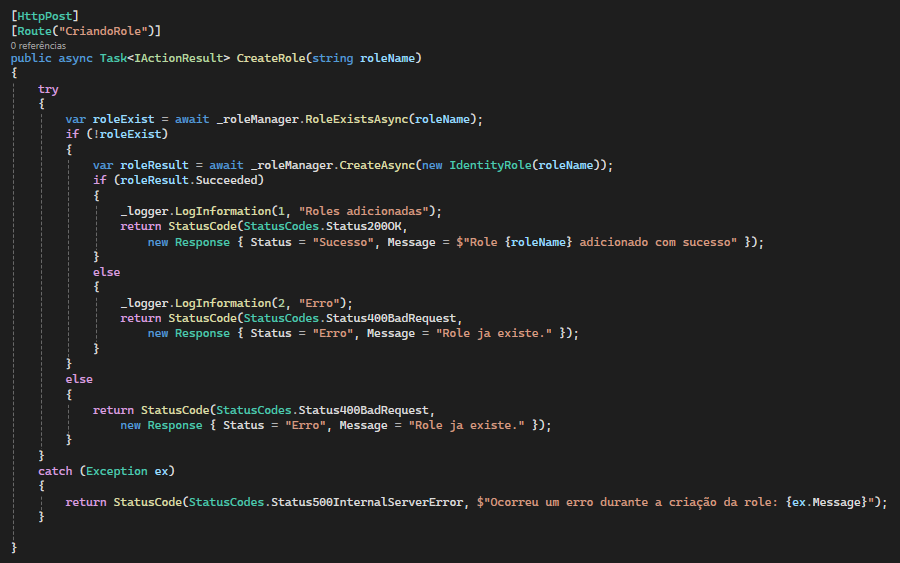 [HttpPost]
[Route("CriandoRole")]
0 referências
public async Task<IActionResult> CreateRole(string roleName)
{
try
{
var roleExist = await _roleManager.RoleExistsAsync(roleName);
if (!roleExist)
{
var roleResult = await _roleManager.CreateAsync(new IdentityRole(roleName));
if (roleResult.Succeeded)
{
_logger.LogInformation(1, "Roles adicionadas");
return StatusCode(StatusCodes.Status200OK,
new Response { Status = "Sucesso", Message = $"Role {roleName} adicionado com sucesso" });
}
else
{
_logger.LogInformation(2, "Erro");
return StatusCode(StatusCodes.Status400BadRequest,
new Response { Status = "Erro", Message = "Role ja existe." });
}
}
else
{
return StatusCode(StatusCodes.Status400BadRequest,
new Response { Status = "Erro", Message = "Role ja existe." });
}
}
catch (Exception ex)
{
return StatusCode(StatusCodes.Status500InternalServerError, $"Ocorreu um erro durante a criação da role: {ex.Message}");
}
}